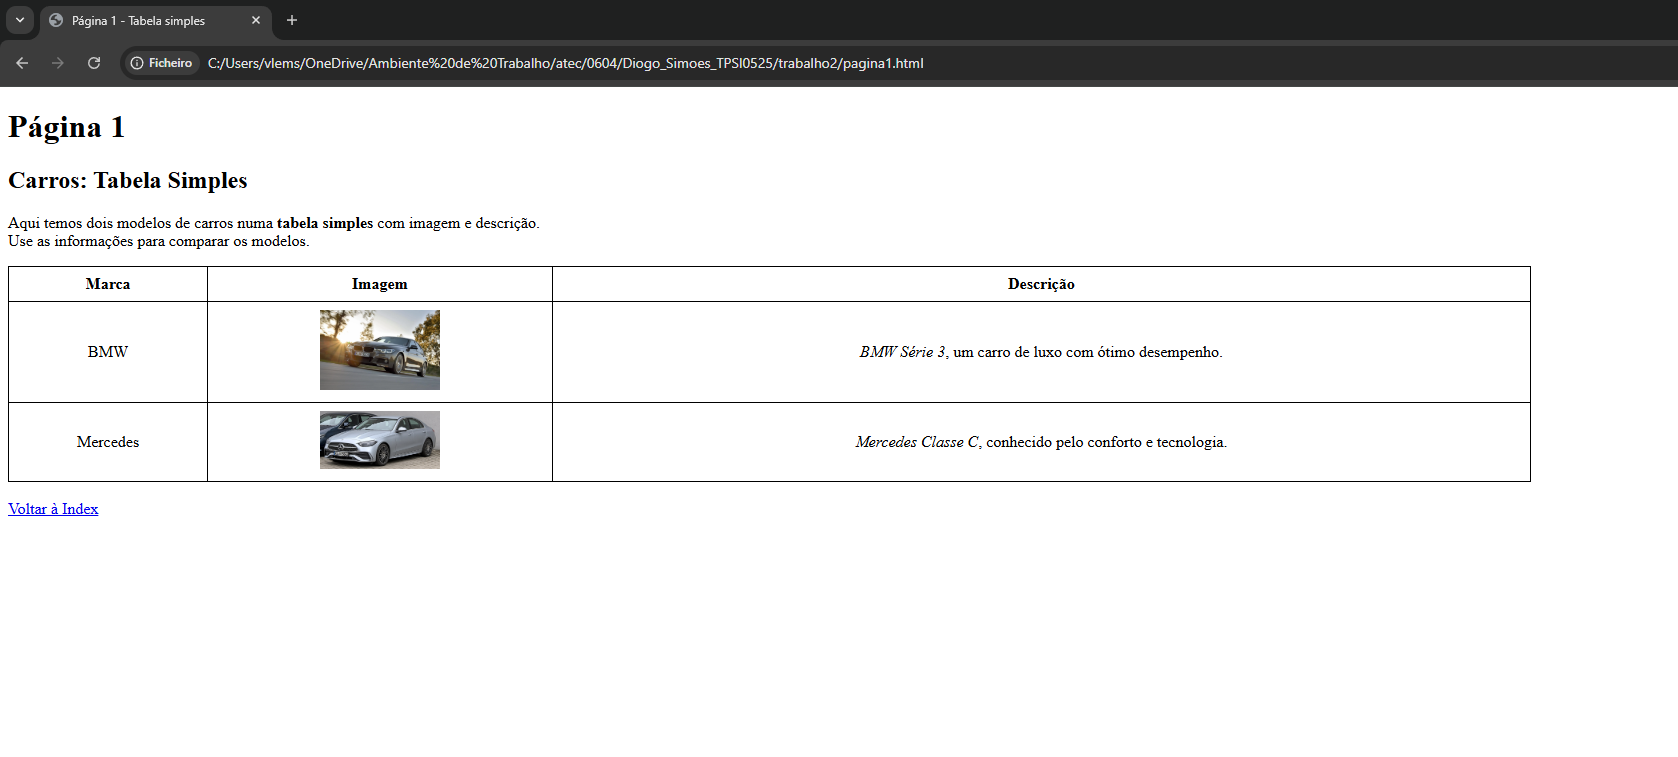 Página 1 - Tabela simples
Ficheiro C:/Users/vlems/OneDrive/Ambiente%20de%20Trabalho/atec/0604/Diogo_Simoes_TPSI0525/trabalho2/pagina1.html
Página 1
Carros: Tabela Simples
Aqui temos dois modelos de carros numa tabela simples com imagem e descrição.
Use as informações para comparar os modelos.
Marca Imagem Descrição
BMW BMW Série 3, um carro de luxo com ótimo desempenho.
Mercedes Mercedes Classe C, conhecido pelo conforto e tecnologia.
Voltar à Index